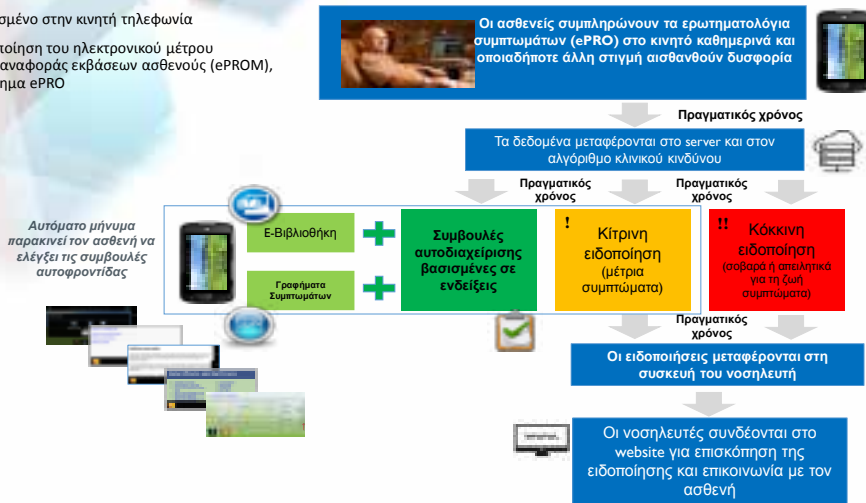 σμένο στην κινητή τηλεφωνία
ποίηση του ηλεκτρονικού μέτρου
αναφοράς εκβάσεων ασθενούς (ePROM),
ημα ePRO
Οι ασθενείς συμπληρώνουν τα ερωτηματολόγια
συμπτωμάτων (ePRO) στο κινητό καθημερινά και
οποιαδήποτε άλλη στιγμή αισθανθούν δυσφορία
Πραγματικός χρόνος
Τα δεδομένα μεταφέρονται στο server και στον
αλγόριθμο κλινικού κινδύνου
Πραγματικός
χρόνος
Πραγματικός
χρόνος
Αυτόματο μήνυμα
παρακινεί τον ασθενή να
ελέγξει τις συμβουλές
αυτοφροντίδας
E-Βιβλιοθήκη
Γραφήματα
Συμπτωμάτων
Συμβουλές
αυτοδιαχείρισης
βασισμένες σε
ενδείξεις
!
Κίτρινη
ειδοποίηση
(μέτρια
συμπτώματα)
!!
Κόκκινη
ειδοποίηση
(σοβαρά ή απειλητικά
για τη ζωή
συμπτώματα)
Πραγματικός
χρόνος
Οι ειδοποιήσεις μεταφέρονται στη
συσκευή του νοσηλευτή
Οι νοσηλευτές συνδέονται στο
website για επισκόπηση της
ειδοποίησης και επικοινωνία με τον
ασθενή